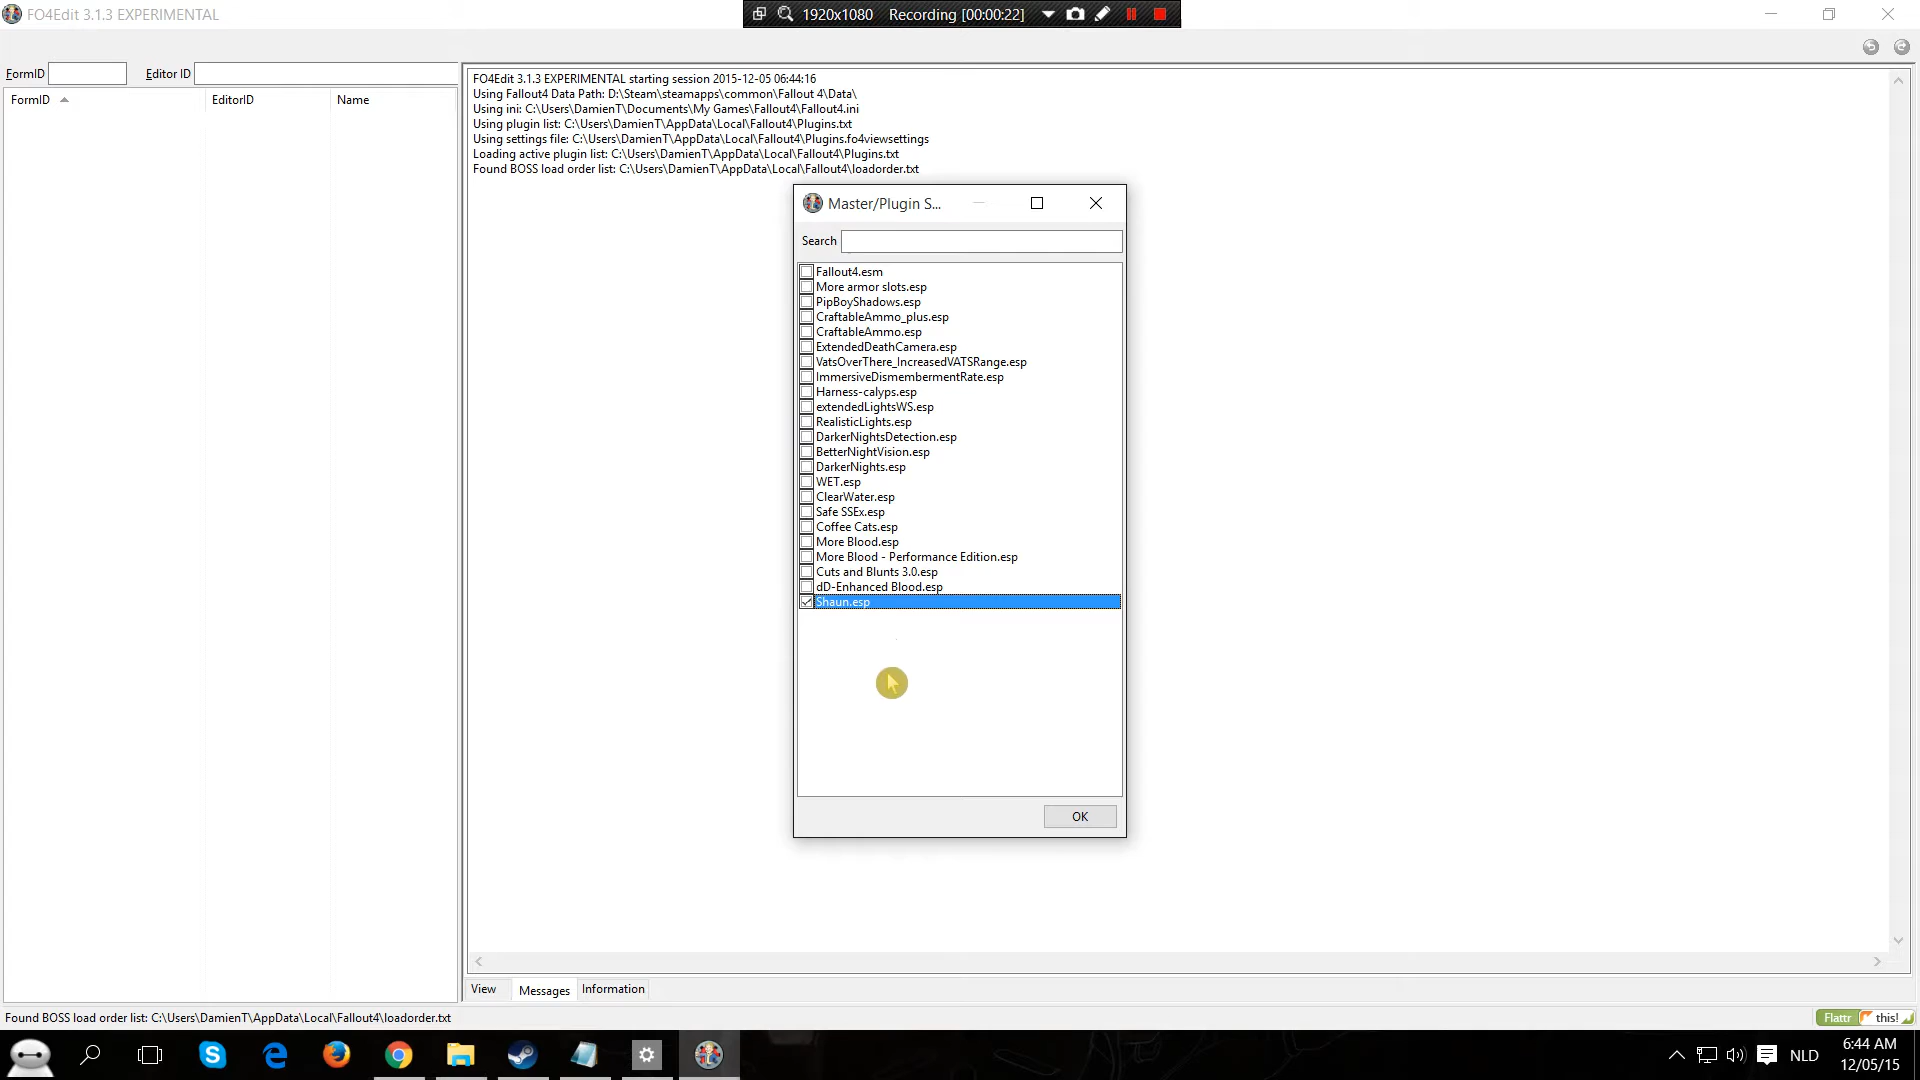 FO4Edit 3.1.3 EXPERIMENTAL
1920x1080 Recording [00:00:22]
FormID
Editor ID
FormID EditorID Name
FO4Edit 3.1.3 EXPERIMENTAL starting session 2015-12-05 06:44:16
Using Fallout4 Data Path: D:\Steam\steamapps\common\Fallout 4\Data\
Using ini: C:\Users\DamienT\Documents\My Games\Fallout4\Fallout4.ini
Using plugin list: C:\Users\DamienT\AppData\Local\Fallout4\Plugins.txt
Using settings file: C:\Users\DamienT\AppData\Local\Fallout4\Plugins.fo4viewsettings
Loading active plugin list: C:\Users\DamienT\AppData\Local\Fallout4\Plugins.txt
Found BOSS load order list: C:\Users\DamienT\AppData\Local\Fallout4\loadorder.txt
Master/Plugin S...
Search
Fallout4.esm
More armor slots.esp
PipBoyShadows.esp
CraftableAmmo_plus.esp
CraftableAmmo.esp
ExtendedDeathCamera.esp
VatsOverThere_IncreasedVATSRange.esp
ImmersiveDismembermentRate.esp
Harness-calyps.esp
extendedLightsWS.esp
RealisticLights.esp
DarkerNightsDetection.esp
BetterNightVision.esp
DarkerNights.esp
WET.esp
ClearWater.esp
Safe SSEx.esp
Coffee Cats.esp
More Blood.esp
More Blood - Performance Edition.esp
Cuts and Blunts 3.0.esp
dD-Enhanced Blood.esp
Shaun.esp
OK
View Messages Information
Found BOSS load order list: C:\Users\DamienT\AppData\Local\Fallout4\loadorder.txt
Flattr this!
NLD
6:44 AM
12/05/15